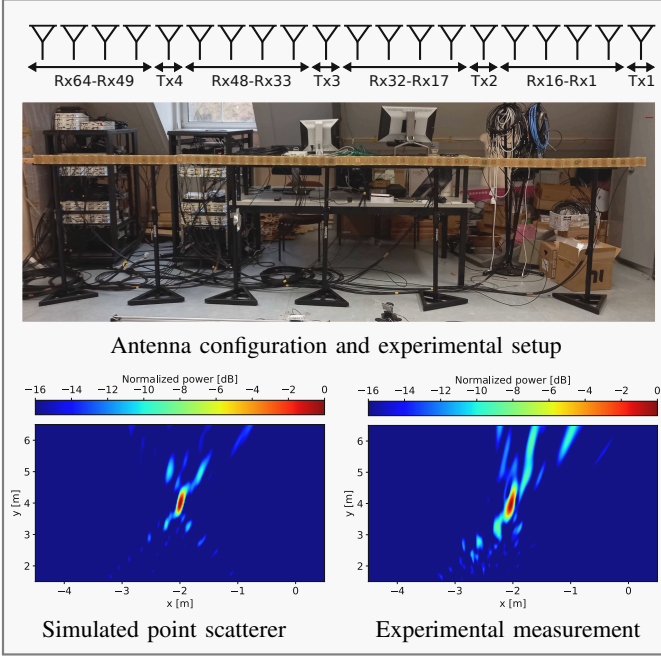 Rx64-Rx49 Tx4 Rx48-Rx33 Tx3 Rx32-Rx17 Tx2 Rx16-Rx1 Tx1
Antenna configuration and experimental setup
Normalized power [dB] Normalized power [dB]
−16 −14 −12 −10 −8 −6 −4 −2 0 −16 −14 −12 −10 −8 −6 −4 −2 0
6 6
5 5
y [m] 4 y [m] 4
3 3
2 2
−4 −3 −2 −1 0 −4 −3 −2 −1 0
x [m] x [m]
Simulated point scatterer Experimental measurement